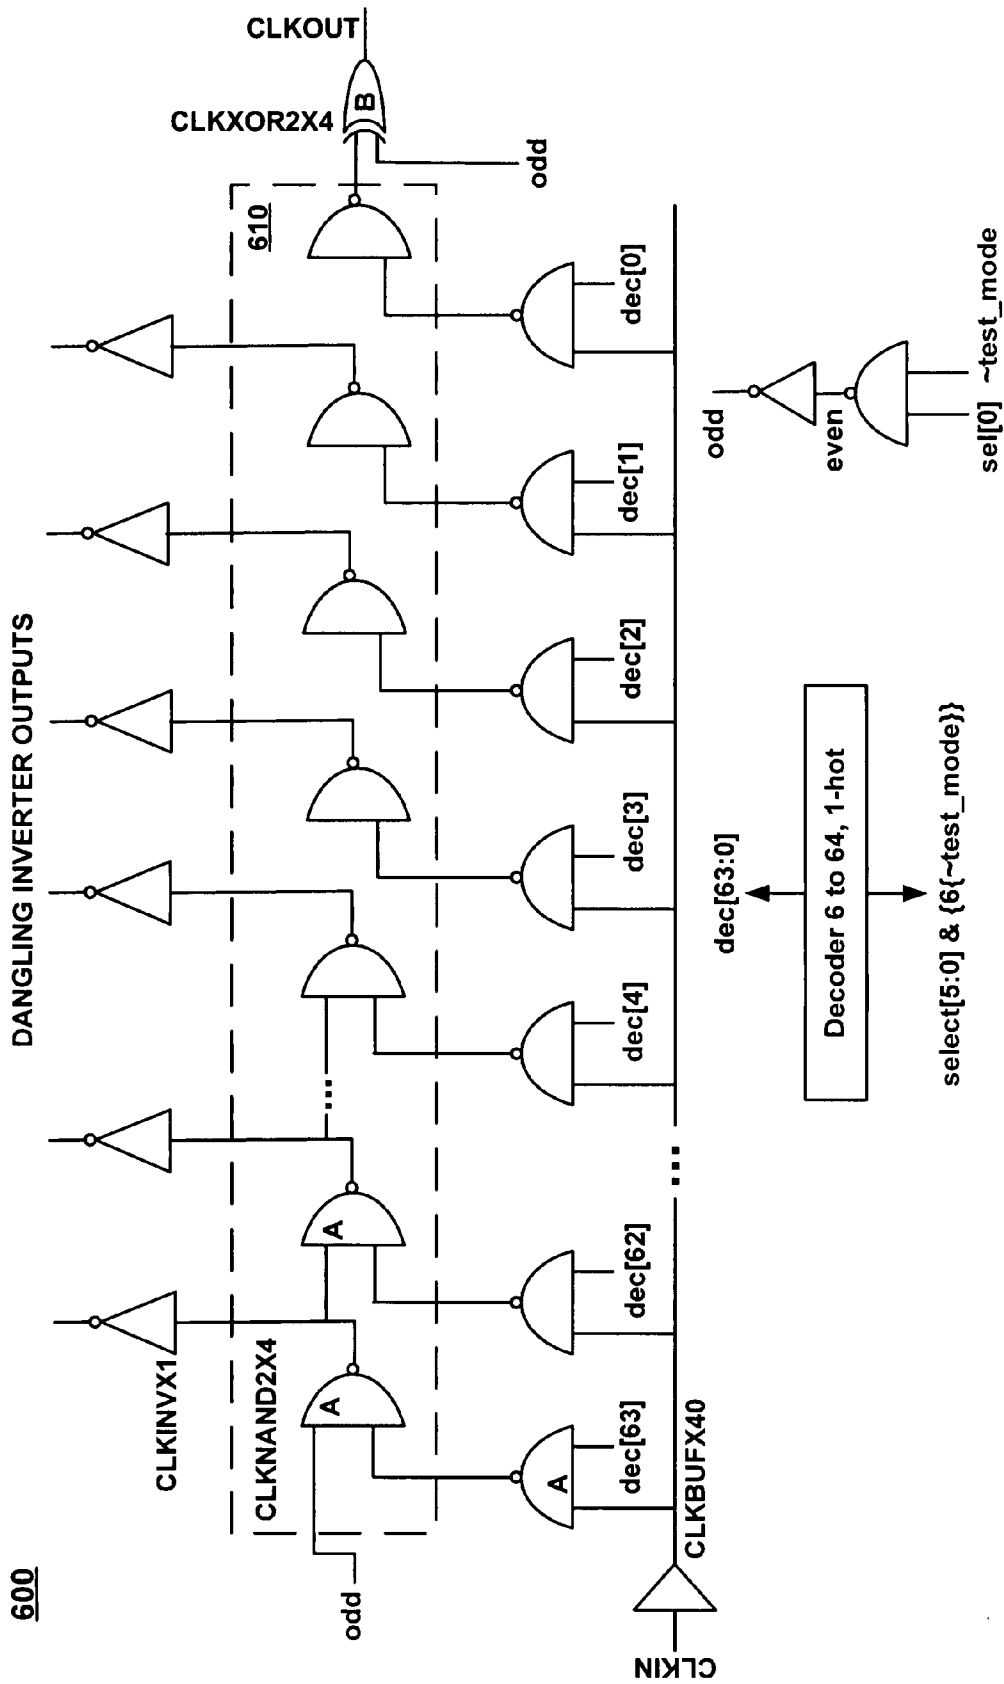 600
DANGLING INVERTER OUTPUTS
CLKINVX1
CLKNAND2X4
610
CLKXOR2X4
CLKOUT
B
odd
odd
A
A
A
dec[63]
dec[62]
...
dec[4]
dec[3]
dec[2]
dec[1]
dec[0]
CLKIN
CLKBUFX40
...
dec[63:0]
Decoder 6 to 64, 1-hot
select[5:0] & {6{~test_mode}}
odd
even
sel[0] ~test_mode